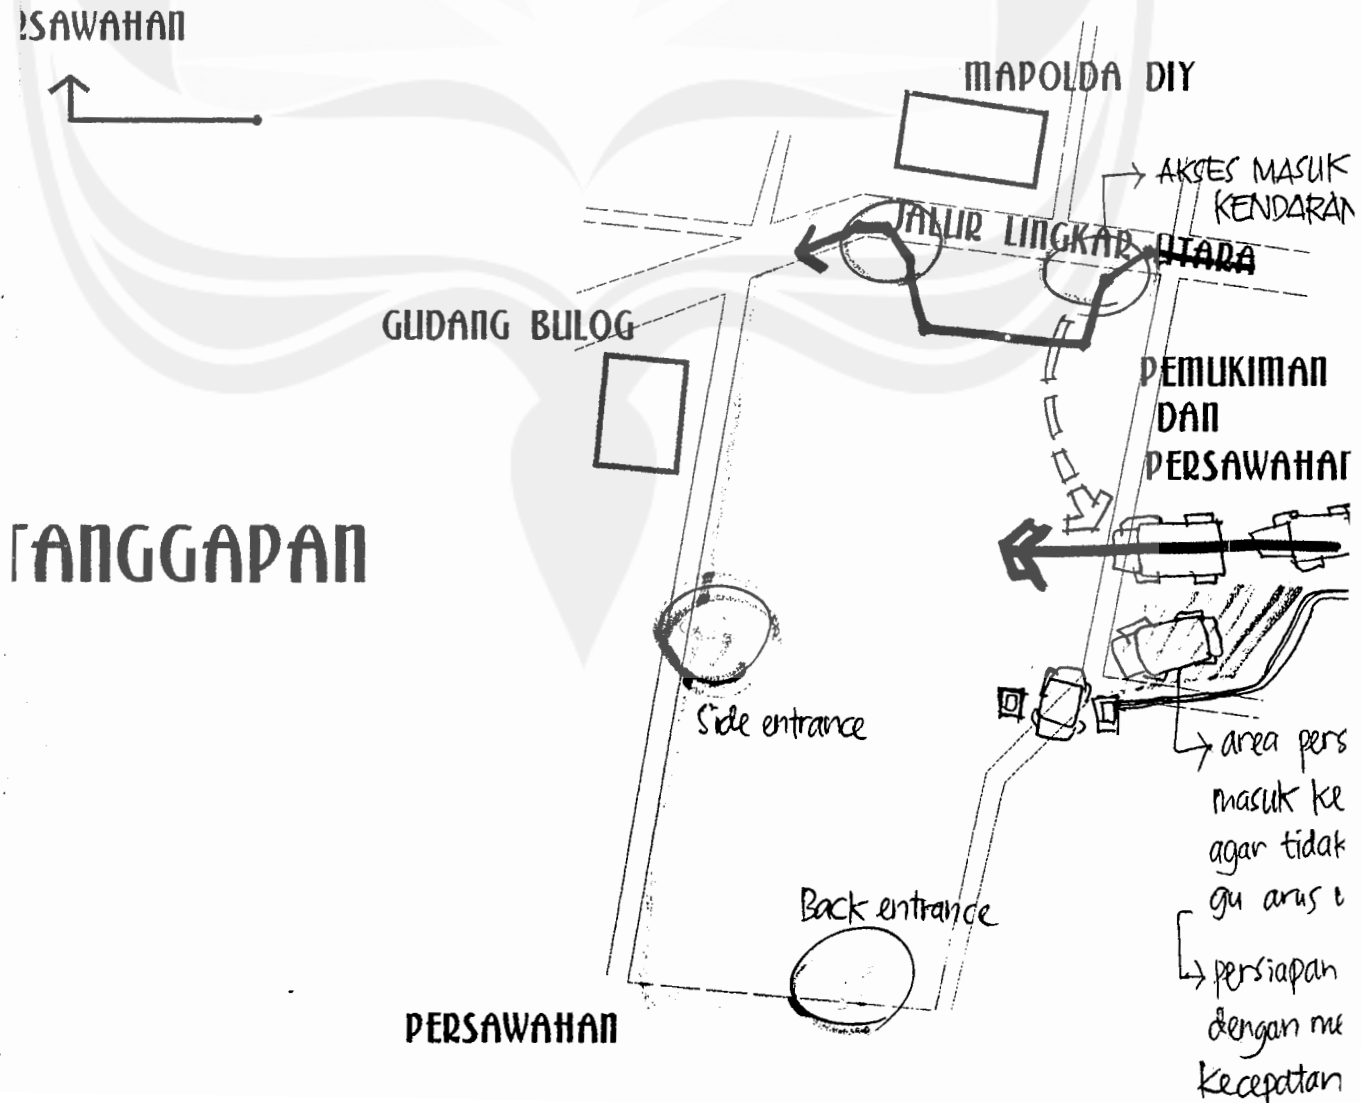 RSAWAHAN
MAPOLDA DIY
AKSES MASUK
KENDARAN
JALUR LINGKAR UTARA
GUDANG BULOG
PEMUKIMAN
DAN
PERSAWAHAN
TANGGAPAN
Side entrance
area pers
masuk ke
agar tidak
gu arus
Back entrance
persiapan
dengan me
kecepatan
PERSAWAHAN